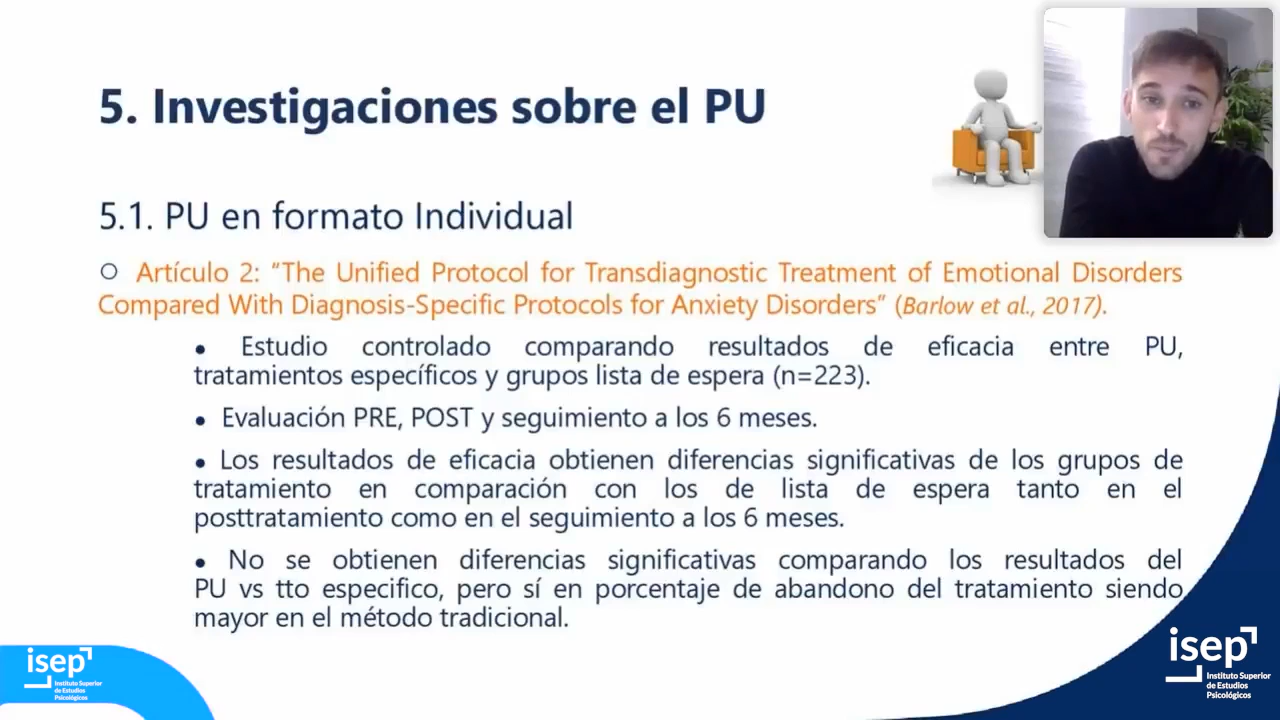 5. Investigaciones sobre el PU
5.1. PU en formato Individual
Artículo 2: “The Unified Protocol for Transdiagnostic Treatment of Emotional Disorders
Compared With Diagnosis-Specific Protocols for Anxiety Disorders” (Barlow et al., 2017).
• Estudio controlado comparando resultados de eficacia entre PU,
tratamientos específicos y grupos lista de espera (n=223).
• Evaluación PRE, POST y seguimiento a los 6 meses.
• Los resultados de eficacia obtienen diferencias significativas de los grupos de
tratamiento en comparación con los de lista de espera tanto en el
posttratamiento como en el seguimiento a los 6 meses.
• No se obtienen diferencias significativas comparando los resultados del
PU vs tto especifico, pero sí en porcentaje de abandono del tratamiento siendo
mayor en el método tradicional.
isep
Instituto Superior
de Estudios
Psicológicos
isep
Instituto Superior
de Estudios
Psicológicos